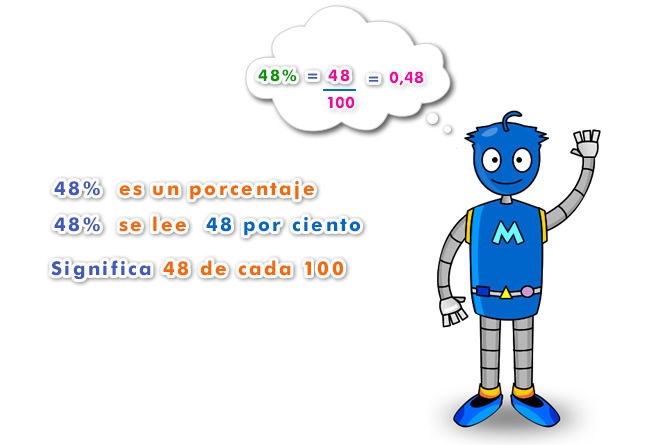 48% = 48 = 0,48
100
48% es un porcentaje
48% se lee 48 por ciento
Significa 48 de cada 100
M